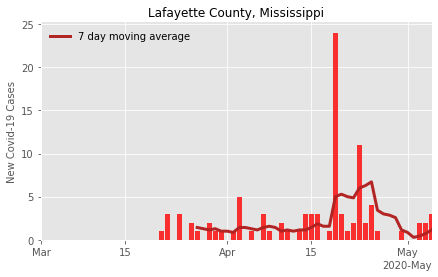 Lafayette County, Mississippi
7 day moving average
New Covid-19 Cases
25
20
15
10
5
0
Mar
15
Apr
15
May
2020-May